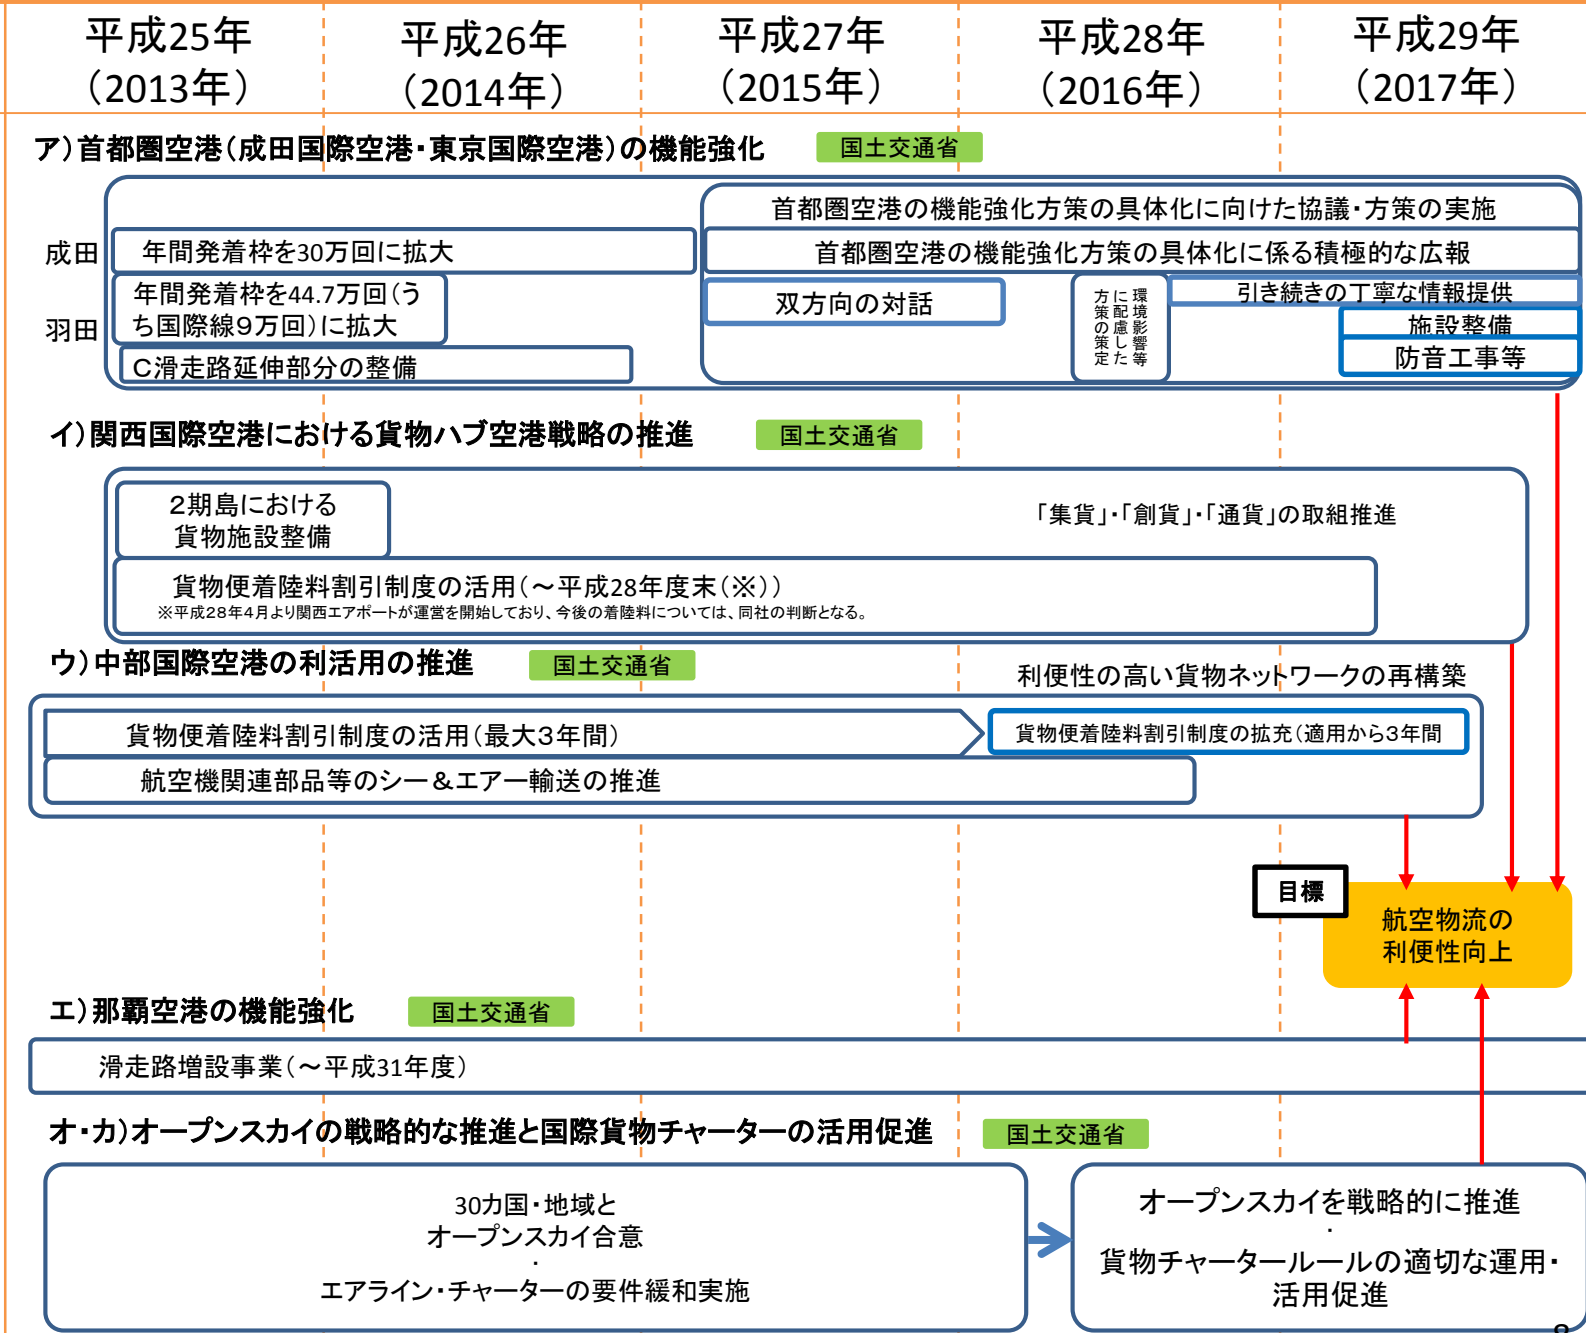 平成25年
（2013年）
平成26年
（2014年）
平成27年
（2015年）
平成28年
（2016年）
平成29年
（2017年）
ア）首都圏空港（成田国際空港・東京国際空港）の機能強化
国土交通省
首都圏空港の機能強化方策の具体化に向けた協議・方策の実施
成田
年間発着枠を30万回に拡大
首都圏空港の機能強化方策の具体化に係る積極的な広報
羽田
年間発着枠を44.7万回（う
ち国際線９万回）に拡大
双方向の対話
環境影響等
に配慮した
方策の策定
引き続きの丁寧な情報提供
施設整備
Ｃ滑走路延伸部分の整備
防音工事等
イ）関西国際空港における貨物ハブ空港戦略の推進
国土交通省
２期島における
貨物施設整備
「集貨」・「創貨」・「通貨」の取組推進
貨物便着陸料割引制度の活用（～平成28年度末（※））
※平成２８年４月より関西エアポートが運営を開始しており、今後の着陸料については、同社の判断となる。
ウ）中部国際空港の利活用の推進
国土交通省
利便性の高い貨物ネットワークの再構築
貨物便着陸料割引制度の活用（最大３年間）
貨物便着陸料割引制度の拡充（適用から３年間
航空機関連部品等のシー＆エアー輸送の推進
目標
航空物流の
利便性向上
エ）那覇空港の機能強化
国土交通省
滑走路増設事業（～平成31年度）
オ・カ）オープンスカイの戦略的な推進と国際貨物チャーターの活用促進
国土交通省
30カ国・地域と
オープンスカイ合意
・
エアライン・チャーターの要件緩和実施
オープンスカイを戦略的に推進
・
貨物チャータールールの適切な運用・
活用促進